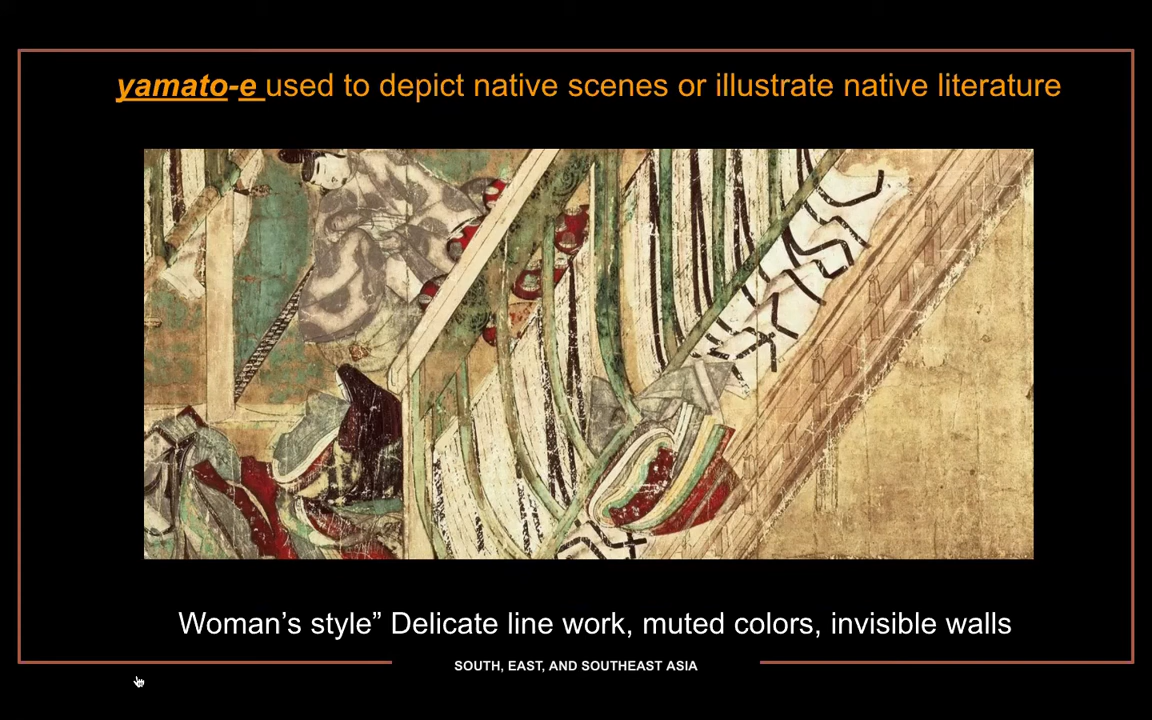 yamato-e used to depict native scenes or illustrate native literature
Woman’s style” Delicate line work, muted colors, invisible walls
SOUTH, EAST, AND SOUTHEAST ASIA